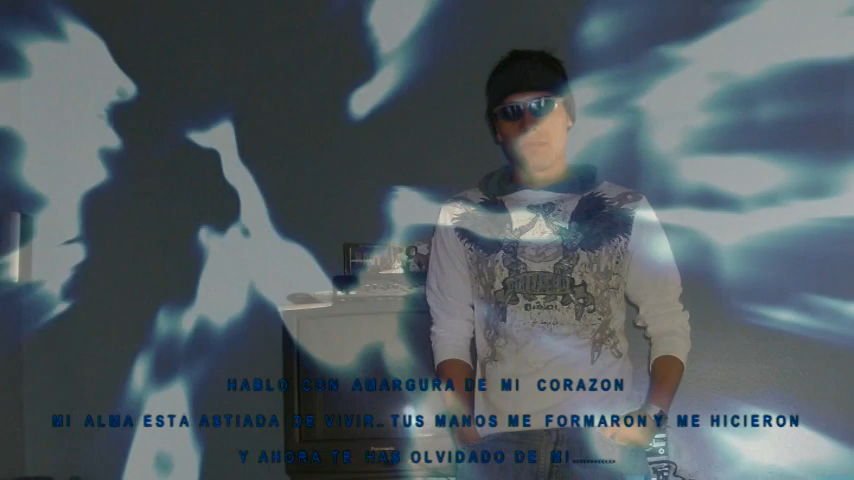 HABLO CON AMARGURA DE MI CORAZON
MI ALMA ESTA ASTIADA DE VIVIR.. TUS MANOS ME FORMARON Y ME HICIERON
Y AHORA TE HAS OLVIDADO DE MI............